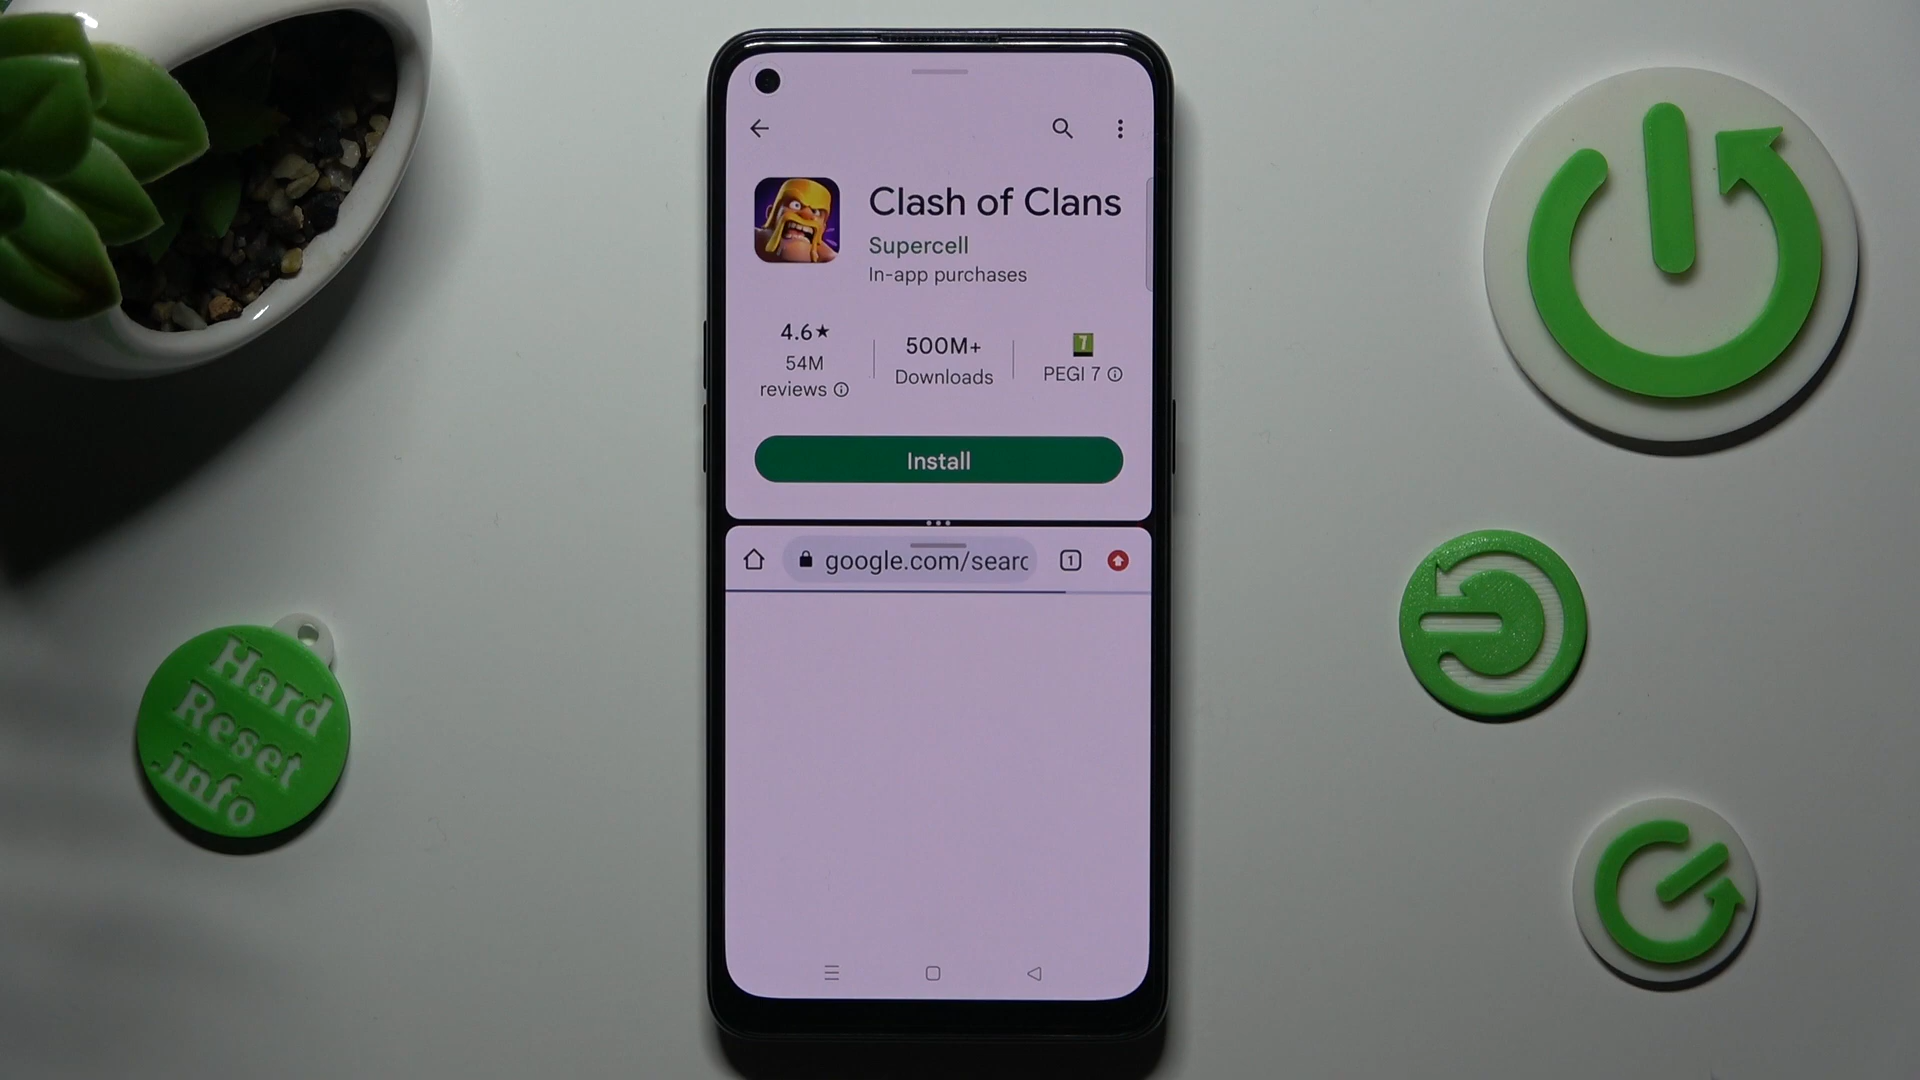 Clash of Clans
Supercell
In-app purchases
4.6★
54M
reviews
500M+
Downloads
7
PEGI 7
Install
google.com/searc
1
Hard
Reset
.info